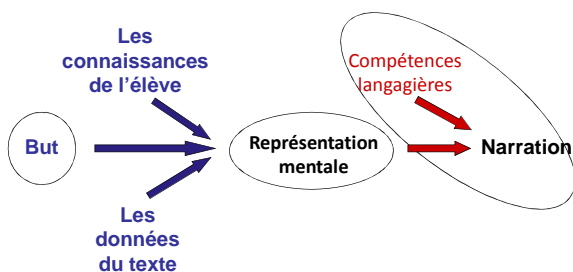 Les
connaissances
de l'élève
Compétences
langagières
But
Représentation
mentale
Narration
Les
données
du texte